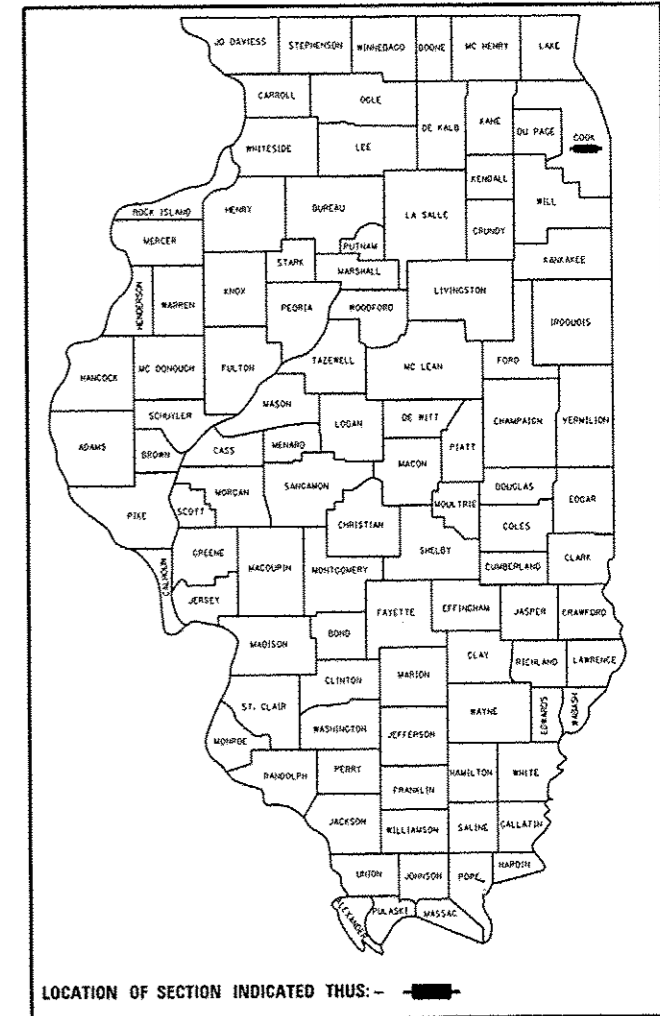 JO DAVIESS STEPHENSON WINNEBAGO BOONE MC HENRY LAKE
CARROLL OGLE DE KALB KANE DU PAGE COOK
WHITESIDE LEE KENDALL WILL
ROCK ISLAND HENRY BUREAU LA SALLE GRUNDY
MERCER PUTNAM KANKAKEE
STARK MARSHALL
HENDERSON WARREN KNOX PEORIA WOODFORD LIVINGSTON IROQUOIS
HANCOCK MC DONOUGH FULTON TAZEWELL MC LEAN FORD
SCHUYLER MASON LOGAN DE WITT CHAMPAIGN VERMILION
ADAMS BROWN CASS MENARD MACON PIATT
PIKE SCOTT MORGAN SANGAMON CHRISTIAN MOULTRIE DOUGLAS EDGAR
COLES
CALHOUN GREENE MACOUPIN MONTGOMERY SHELBY CUMBERLAND CLARK
JERSEY FAYETTE EFFINGHAM JASPER CRAWFORD
MADISON BOND CLAY RICHLAND LAWRENCE
CLINTON MARION
ST. CLAIR WASHINGTON JEFFERSON WAYNE EDWARDS WABASH
MONROE
RANDOLPH PERRY FRANKLIN HAMILTON WHITE
JACKSON WILLIAMSON SALINE GALLATIN
UNION JOHNSON POPE HARDIN
ALEXANDER PULASKI MASSAC
LOCATION OF SECTION INDICATED THUS: -